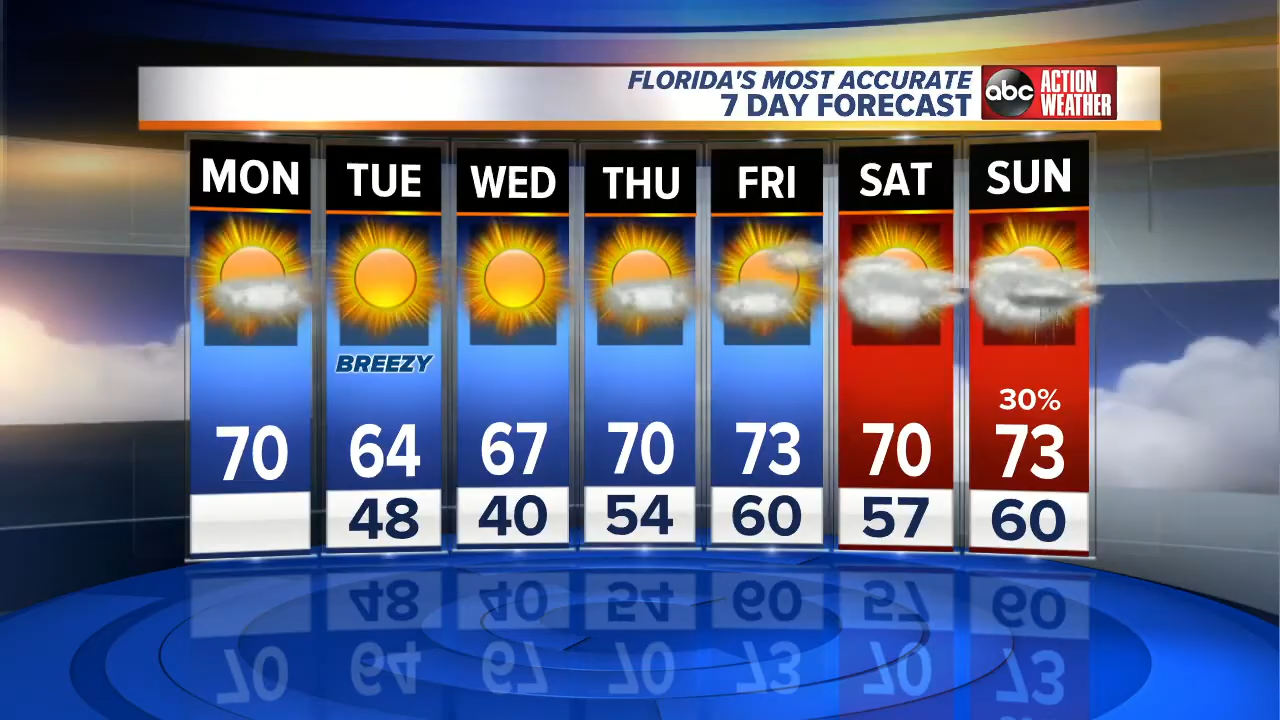 FLORIDA'S MOST ACCURATE
7 DAY FORECAST
abc
ACTION
WEATHER
MON TUE WED THU FRI SAT SUN
BREEZY
30%
70 64 67 70 73 70 73
48 40 54 60 57 60